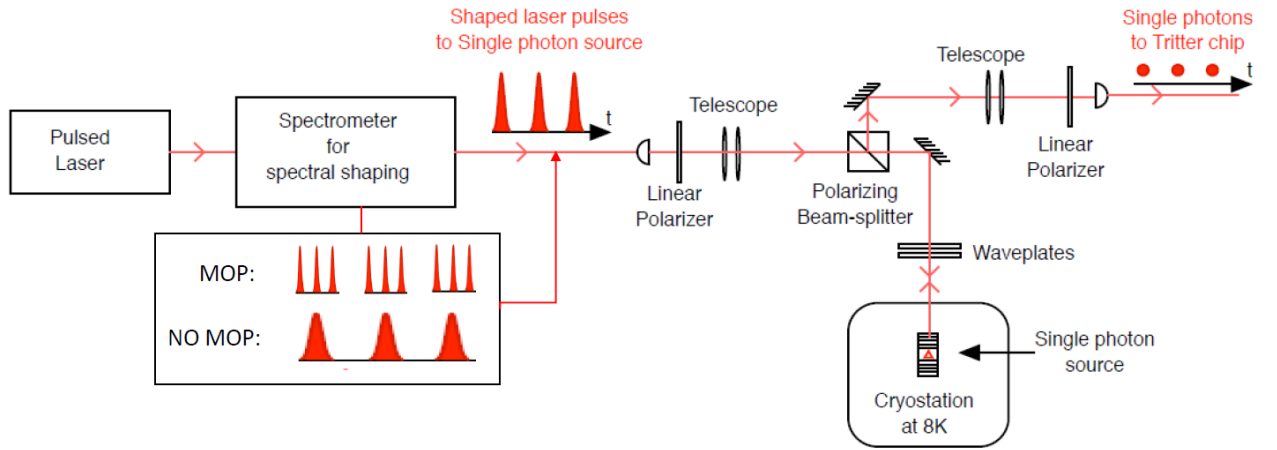 Shaped laser pulses
to Single photon source
Single photons
to Tritter chip
t
Telescope
Pulsed
Laser
Spectrometer
for
spectral shaping
t
Telescope
Linear
Polarizer
Linear
Polarizer
Polarizing
Beam-splitter
Waveplates
MOP:
NO MOP:
Single photon
source
Cryostation
at 8K